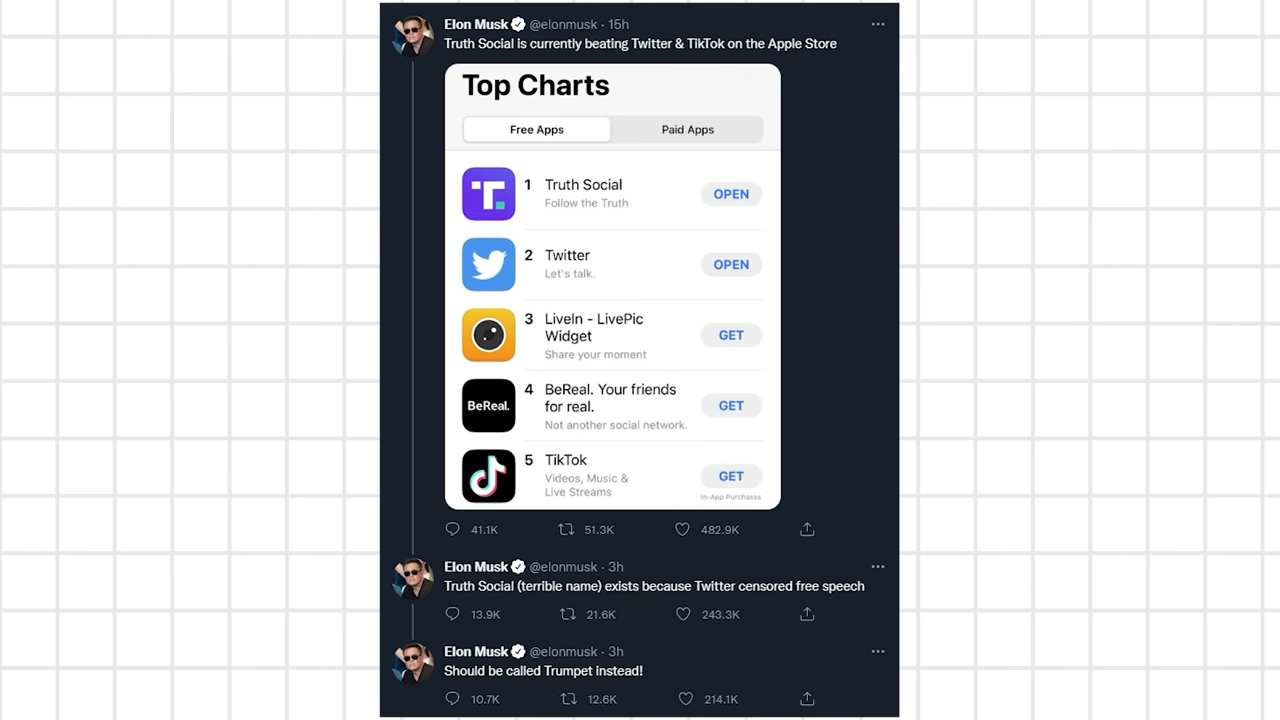 Elon Musk @elonmusk · 15h
Truth Social is currently beating Twitter & TikTok on the Apple Store
Top Charts
Free Apps Paid Apps
1 Truth Social OPEN
Follow the Truth
2 Twitter OPEN
Let's talk.
3 LiveIn - LivePic
Widget GET
Share your moment
BeReal.
4 BeReal. Your friends
for real. GET
Not another social network.
5 TikTok GET
Videos, Music &
Live Streams
In-App Purchases
41.1K 51.3K 482.9K
Elon Musk @elonmusk · 3h
Truth Social (terrible name) exists because Twitter censored free speech
13.9K 21.6K 243.3K
Elon Musk @elonmusk · 3h
Should be called Trumpet instead!
10.7K 12.6K 214.1K